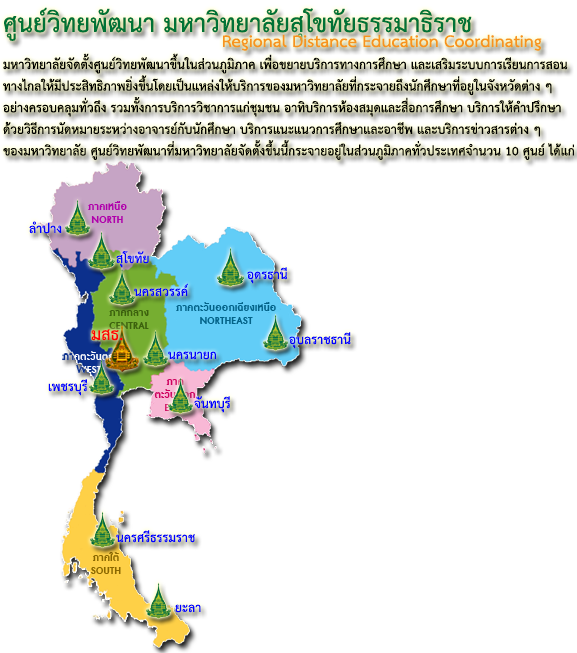 ศูนย์วิทยพัฒนา มหาวิทยาลัยสุโขทัยธรรมาธิราช
Regional Distance Education Coordinating
มหาวิทยาลัยจัดตั้งศูนย์วิทยพัฒนาขึ้นในส่วนภูมิภาค เพื่อขยายบริการทางการศึกษา และเสริมระบบการเรียนการสอน
ทางไกลให้มีประสิทธิภาพยิ่งขึ้นโดยเป็นแหล่งให้บริการของมหาวิทยาลัยที่กระจายถึงนักศึกษาที่อยู่ในจังหวัดต่าง ๆ
อย่างครอบคลุมทั่วถึง รวมทั้งการบริการวิชาการแก่ชุมชน อาทิบริการห้องสมุดและสื่อการศึกษา บริการให้คำปรึกษา
ด้วยวิธีการนัดหมายระหว่างอาจารย์กับนักศึกษา บริการแนะแนวการศึกษาและอาชีพ และบริการข่าวสารต่าง ๆ
ของมหาวิทยาลัย ศูนย์วิทยพัฒนาที่มหาวิทยาลัยจัดตั้งขึ้นนี้กระจายอยู่ในส่วนภูมิภาคทั่วประเทศจำนวน 10 ศูนย์ ได้แก่
ภาคเหนือ
NORTH
ลำปาง
สุโขทัย
อุดรธานี
นครสวรรค์
ภาคกลาง
CENTRAL
ภาคตะวันออกเฉียงเหนือ
NORTHEAST
มสธ
อุบลราชธานี
นครนายก
เพชรบุรี
ภาค
จันทบุรี
นครศรีธรรมราช
ภาคใต้
SOUTH
ยะลา